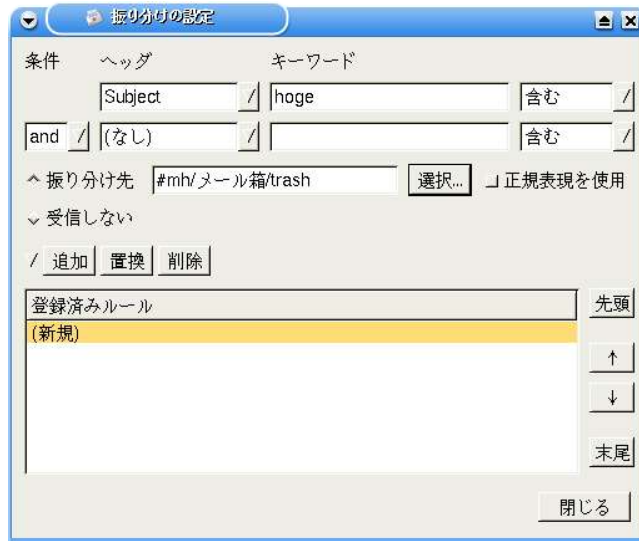 振り分けの設定
条件 ヘッダ キーワード
Subject hoge 含む
and (なし) 含む
振り分け先 #mh/メール箱/trash 選択... 正規表現を使用
受信しない
追加 置換 削除
登録済みルール 先頭
(新規)
↑
↓
末尾
閉じる